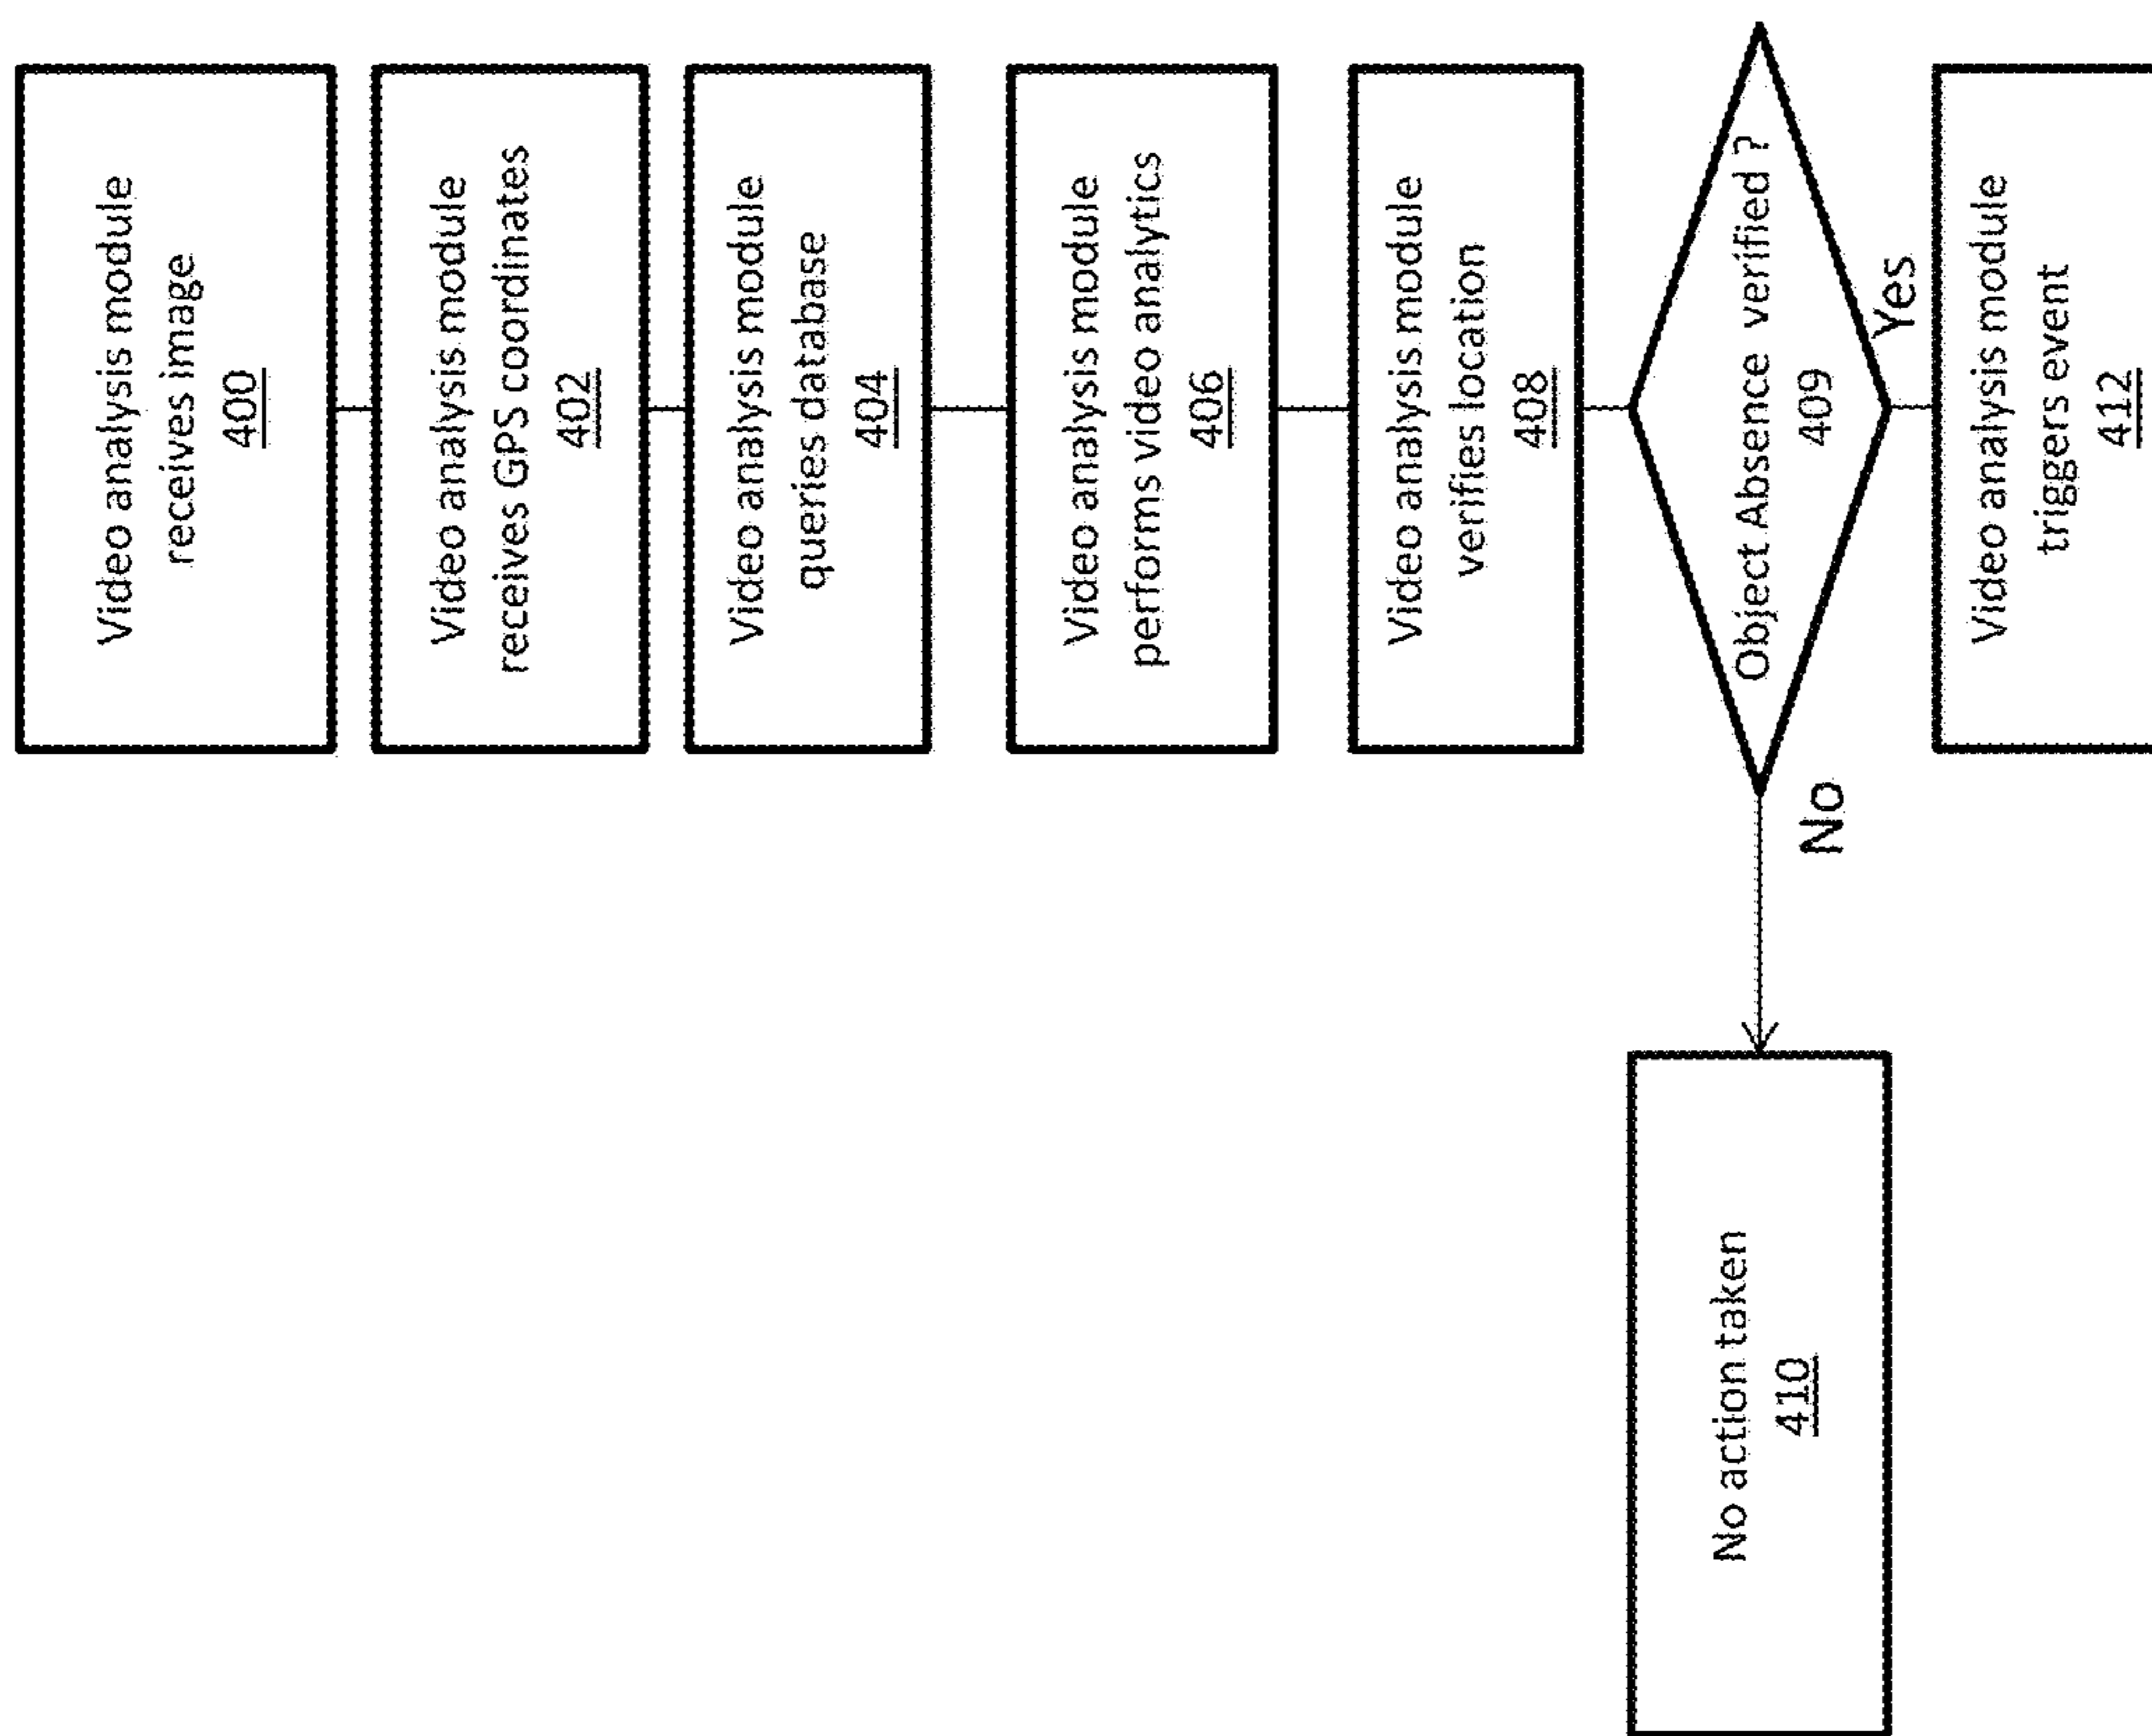 Video analysis module
receives image
400
Video analysis module
receives GPS coordinates
402
Video analysis module
queries database
404
Video analysis module
performs video analytics
406
Video analysis module
verifies location
408
Object Absence verified ?
409
No
Yes
No action taken
410
Video analysis module
triggers event
412